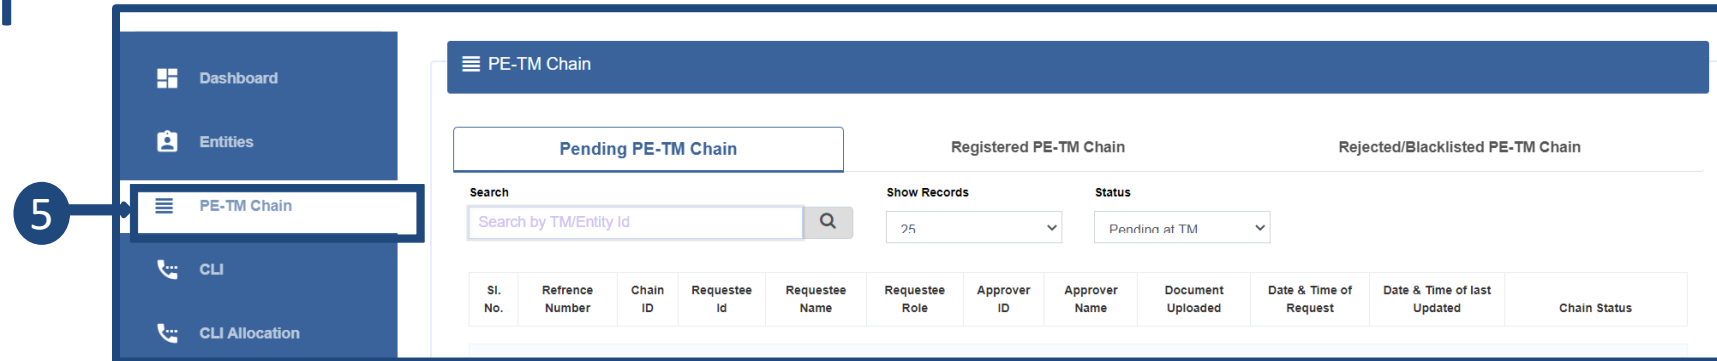 PE-TM Chain
Dashboard
Entities
5
PE-TM Chain
CLI
CLI Allocation
Pending PE-TM Chain
Registered PE-TM Chain
Rejected/Blacklisted PE-TM Chain
Search
Show Records
Status
Search by TM/Entity Id
25
Pending at TM
Sl. No.
Refrence Number
Chain ID
Requestee Id
Requestee Name
Requestee Role
Approver ID
Approver Name
Document Uploaded
Date & Time of Request
Date & Time of last Updated
Chain Status